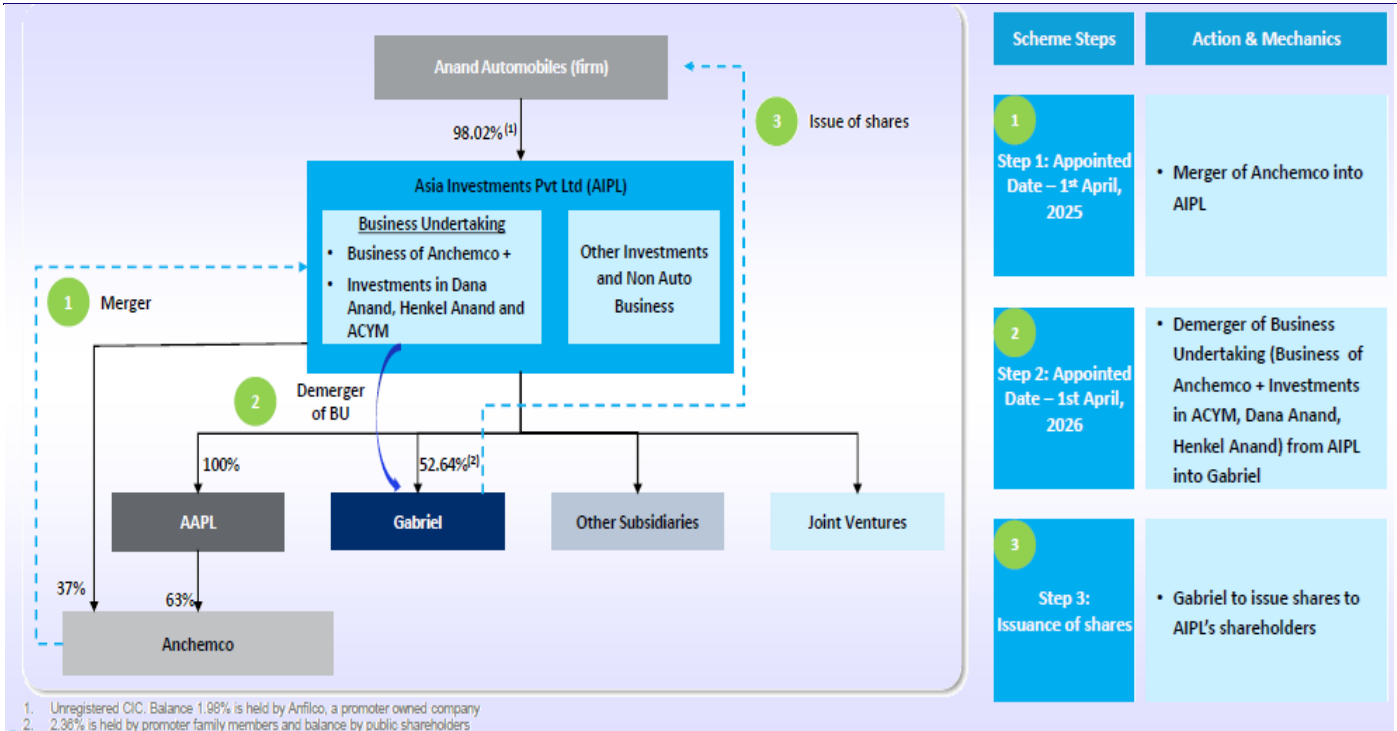 Anand Automobiles (firm)
98.02% (1)
3 Issue of shares
Asia Investments Pvt Ltd (AIPL)
Business Undertaking
• Business of Anchemco +
• Investments in Dana
Anand, Henkel Anand and
ACYM
Other Investments
and Non Auto
Business
1 Merger
2
Demerger
of BU
100%
52.64%(2)
AAPL
Gabriel
Other Subsidiaries
Joint Ventures
37%
63%
Anchemco
1. Unregistered CIC. Balance 1.98% is held by Anfilco, a promoter owned company
2. 2.36% is held by promoter family members and balance by public shareholders
Scheme Steps
Action & Mechanics
1
Step 1: Appointed
Date – 1st April,
2025
• Merger of Anchemco into
AIPL
2
Step 2: Appointed
Date – 1st April,
2026
• Demerger of Business
Undertaking (Business of
Anchemco + Investments
in ACYM, Dana Anand,
Henkel Anand) from AIPL
into Gabriel
3
Step 3:
Issuance of shares
• Gabriel to issue shares to
AIPL's shareholders